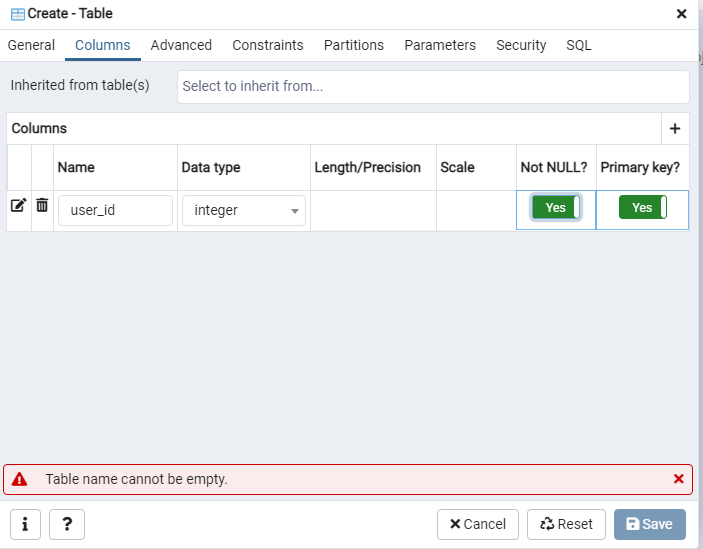 Create - Table
General Columns Advanced Constraints Partitions Parameters Security SQL
Inherited from table(s) Select to inherit from...
Columns
Name Data type Length/Precision Scale Not NULL? Primary key?
user_id integer Yes Yes
Table name cannot be empty.
i ? Cancel Reset Save